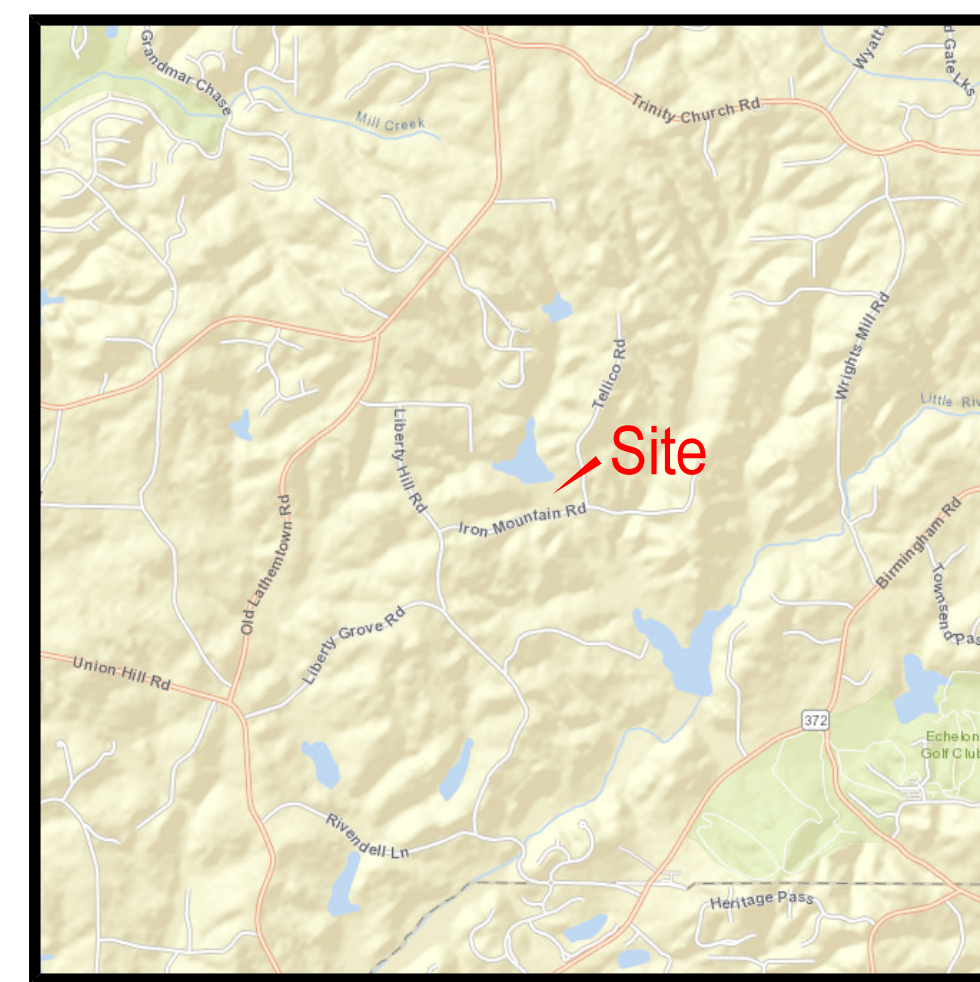 Grandmar Chase
Mill Creek
Trinity Church Rd
Wyatt
d Gate Lks
Wrights Mill Rd
Little Riv
Tellico Rd
Liberty Hill Rd
Site
Iron Mountain Rd
Old Lathemtown Rd
Birmingham Rd
Townsend Pas
Liberty Grove Rd
Union Hill Rd
372
Echelon
Golf Club
Rivendell Ln
Heritage Pass